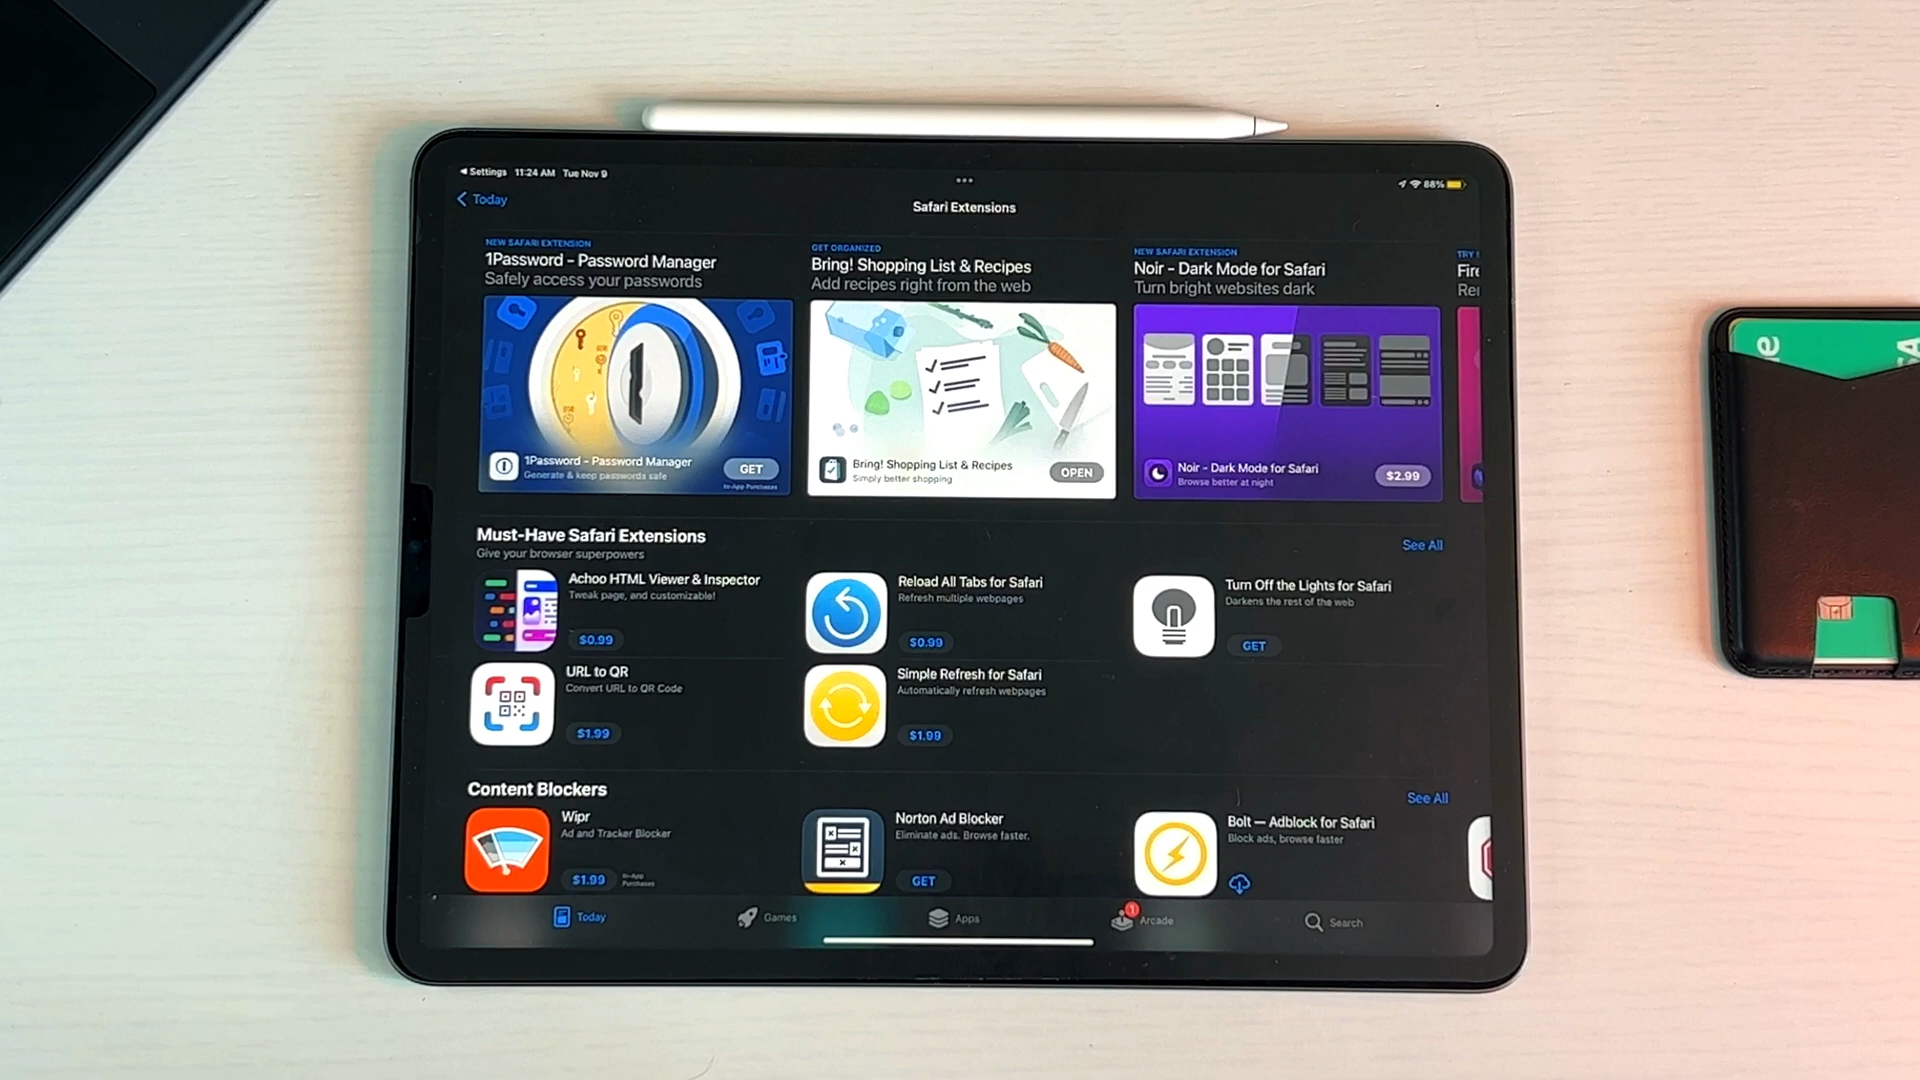 ◀ Settings 11:24 AM Tue Nov 9
88%
Today
Safari Extensions
NEW SAFARI EXTENSION
1Password – Password Manager
Safely access your passwords
1Password – Password Manager
Generate & keep passwords safe
GET
In-App Purchases
GET ORGANIZED
Bring! Shopping List & Recipes
Add recipes right from the web
Bring! Shopping List & Recipes
Simply better shopping
OPEN
NEW SAFARI EXTENSION
Noir – Dark Mode for Safari
Turn bright websites dark
Noir – Dark Mode for Safari
Browse better at night
$2.99
TRY
Must-Have Safari Extensions
Give your browser superpowers
See All
Achoo HTML Viewer & Inspector
Tweak page, and customizable!
$0.99
Reload All Tabs for Safari
Refresh multiple webpages
$0.99
Turn Off the Lights for Safari
Darkens the rest of the web
GET
URL to QR
Convert URL to QR Code
$1.99
Simple Refresh for Safari
Automatically refresh webpages
$1.99
Content Blockers
See All
Wipr
Ad and Tracker Blocker
$1.99
In-App
Purchases
Norton Ad Blocker
Eliminate ads. Browse faster.
GET
Bolt — Adblock for Safari
Block ads, browse faster
Today
Games
Apps
1
Arcade
Search